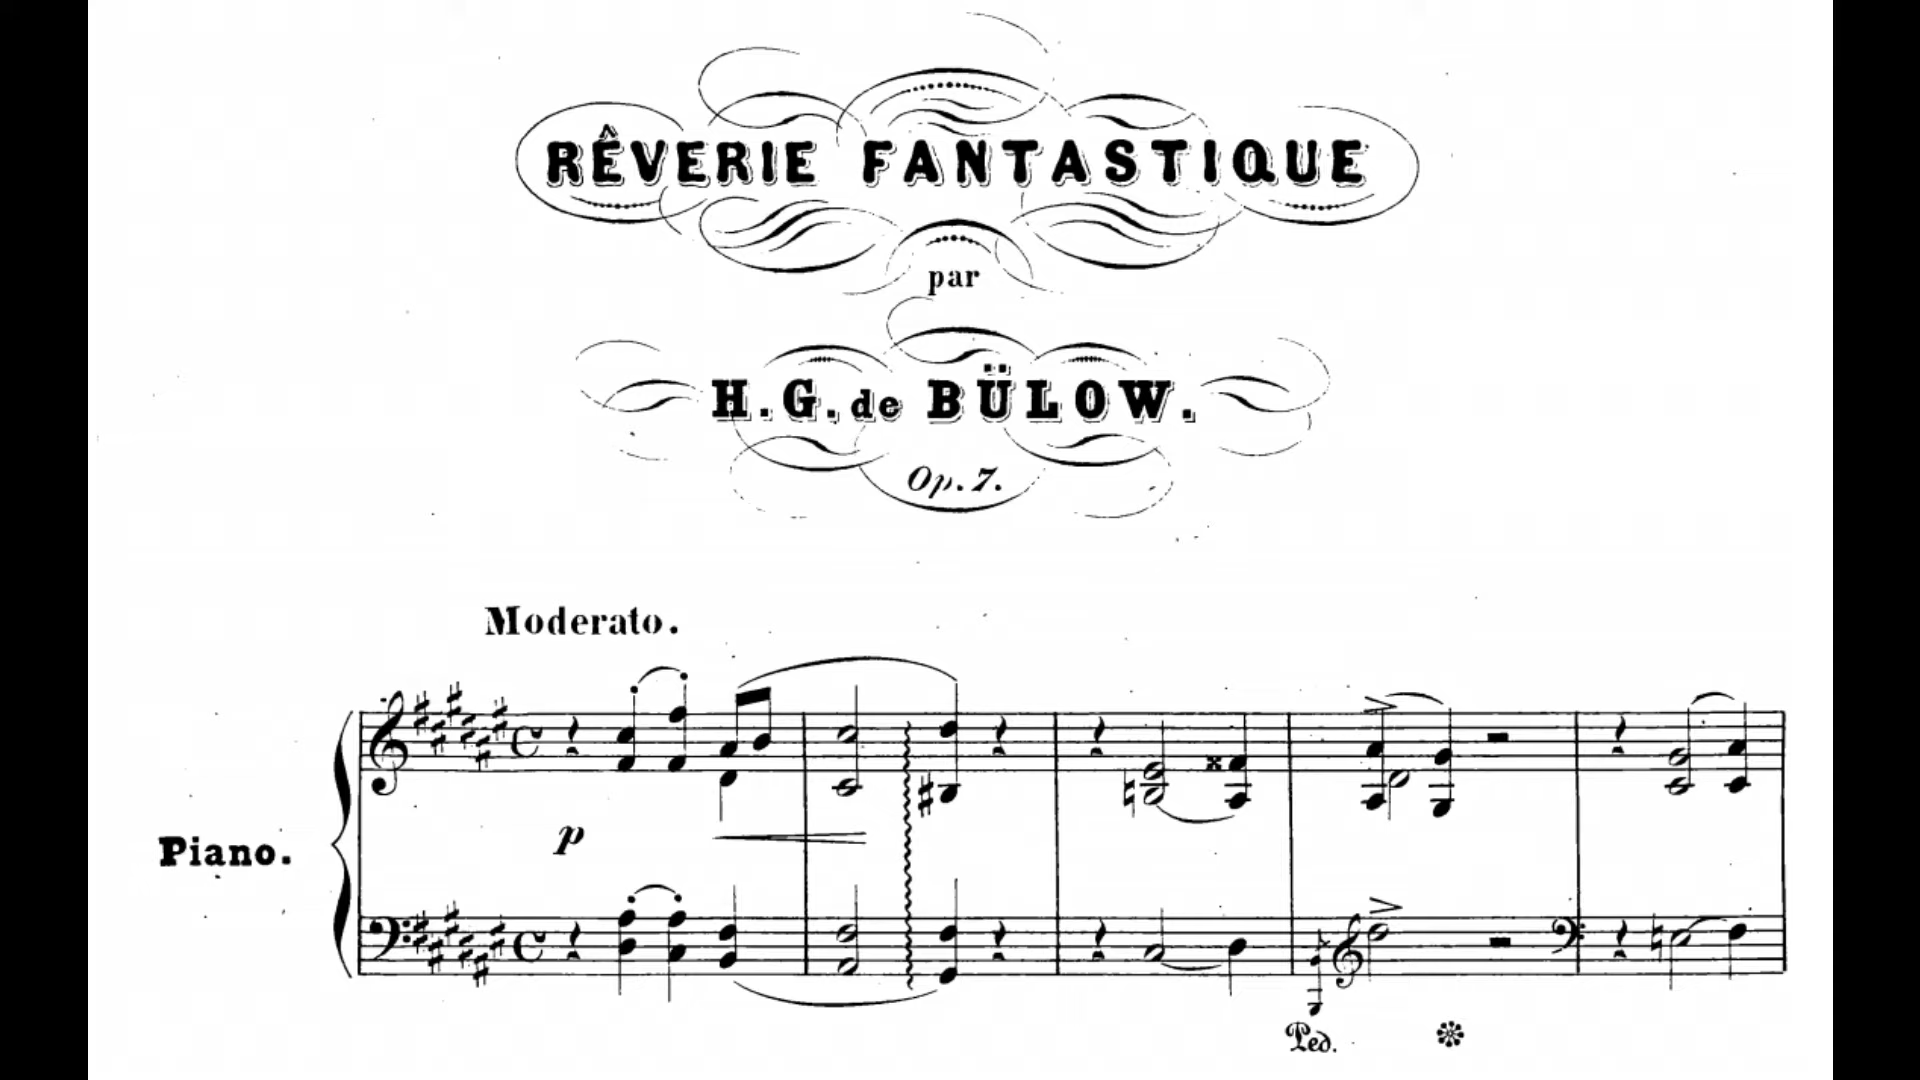 RÊVERIE FANTASTIQUE
par
H. G. de BÜLOW.
Op. 7.
Moderato.
Piano.
p
Ped.